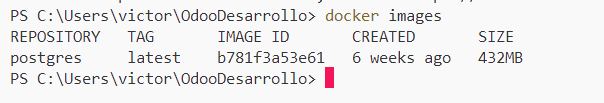 PS C:\Users\victor\OdooDesarrollo> docker images
REPOSITORY   TAG       IMAGE ID       CREATED       SIZE
postgres     latest    b781f3a53e61   6 weeks ago   432MB
PS C:\Users\victor\OdooDesarrollo>